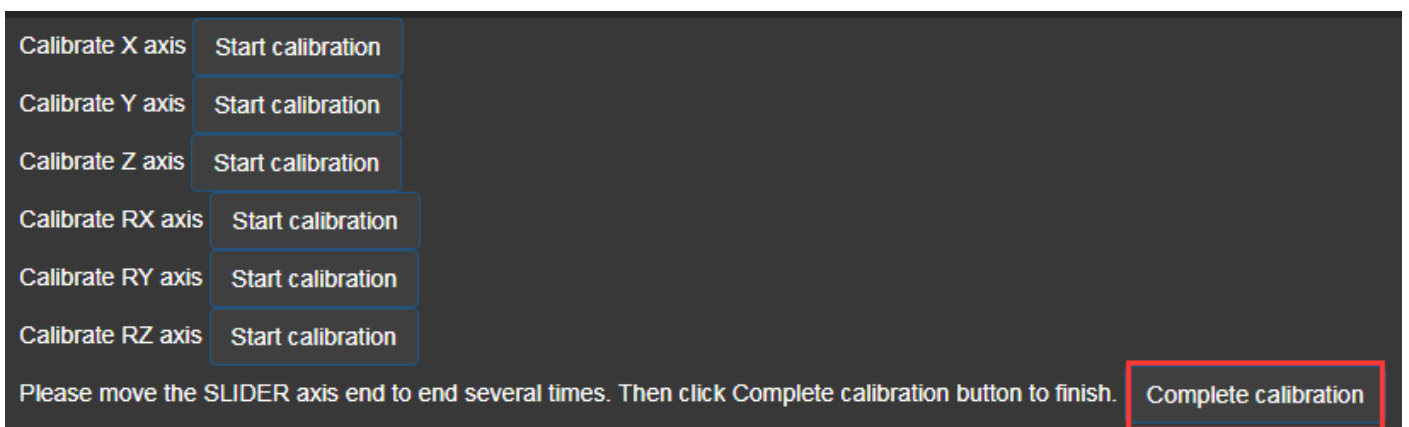 Calibrate X axis Start calibration
Calibrate Y axis Start calibration
Calibrate Z axis Start calibration
Calibrate RX axis Start calibration
Calibrate RY axis Start calibration
Calibrate RZ axis Start calibration
Please move the SLIDER axis end to end several times. Then click Complete calibration button to finish. Complete calibration